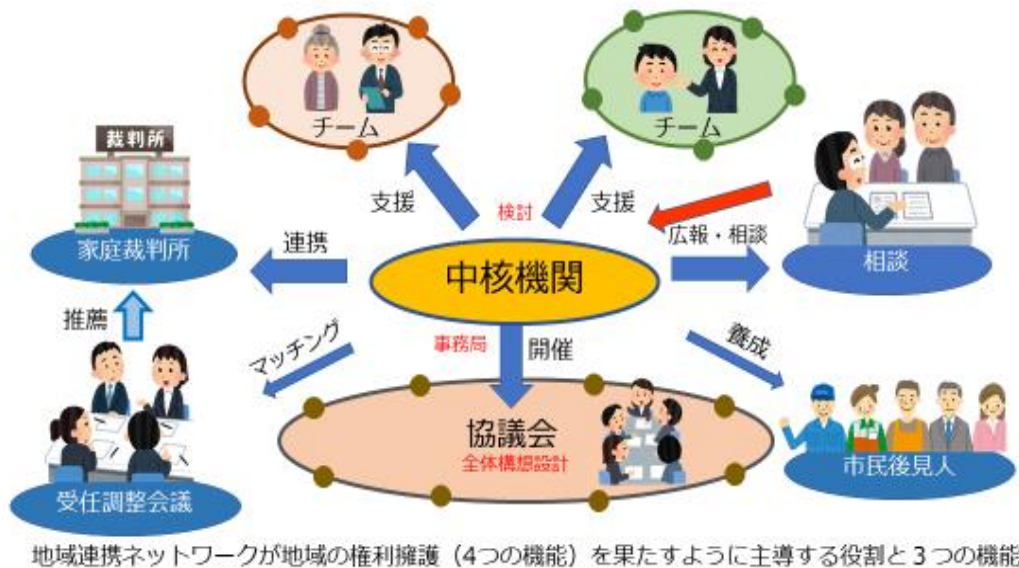 チーム
チーム
裁判所
家庭裁判所
支援
検討
支援
広報・相談
相談
連携
中核機関
推薦
マッチング
事務局
開催
養成
協議会
全体構想設計
受任調整会議
市民後見人
地域連携ネットワークが地域の権利擁護（4つの機能）を果たすように主導する役割と３つの機能